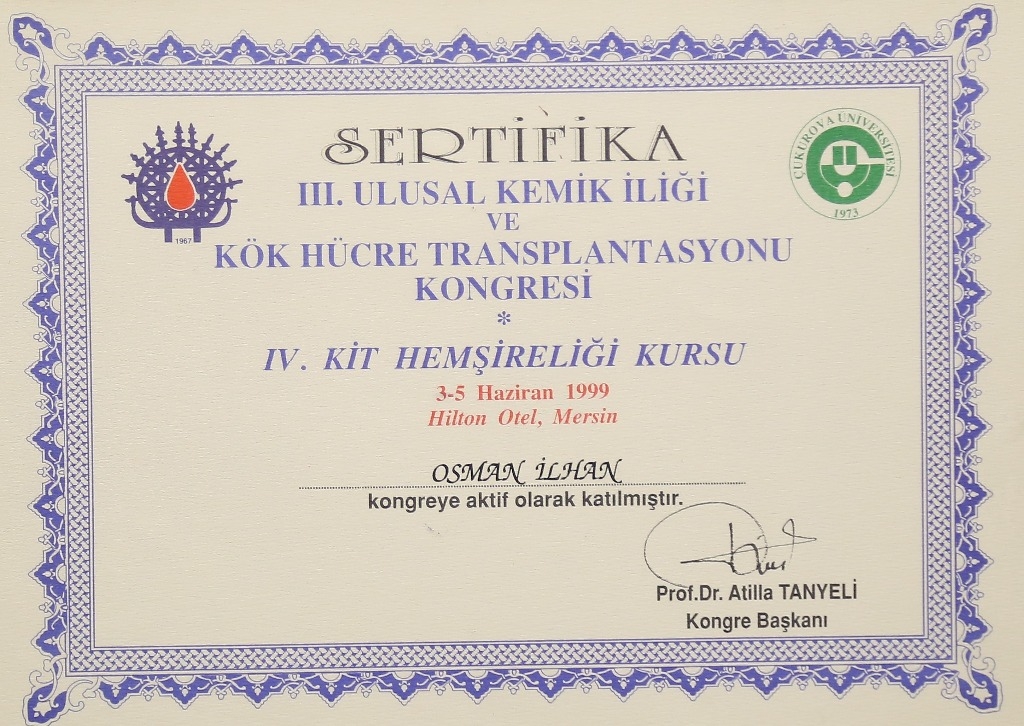 SERTİFİKA
III. ULUSAL KEMİK İLİĞİ
VE
KÖK HÜCRE TRANSPLANTASYONU
KONGRESİ
*
IV. KİT HEMŞİRELİĞİ KURSU
3-5 Haziran 1999
Hilton Otel, Mersin
OSMAN İLHAN
kongreye aktif olarak katılmıştır.
Prof.Dr. Atilla TANYELİ
Kongre Başkanı
1967
ÇUKUROVA ÜNİVERSİTESİ
1973